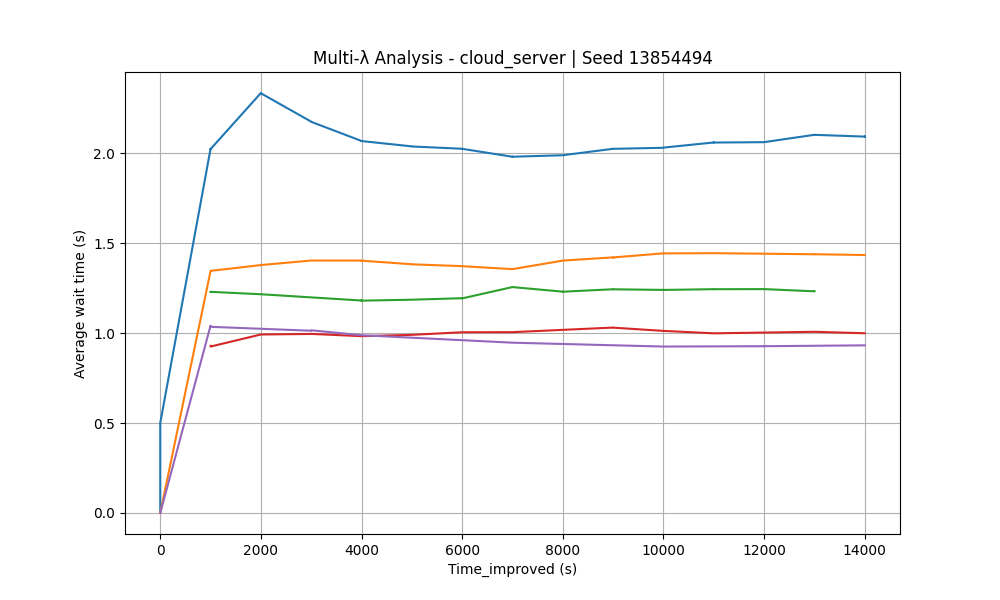 Multi-λ Analysis - cloud_server | Seed 13854494
Average wait time (s)
2.0
1.5
1.0
0.5
0.0
0 2000 4000 6000 8000 10000 12000 14000
Time_improved (s)